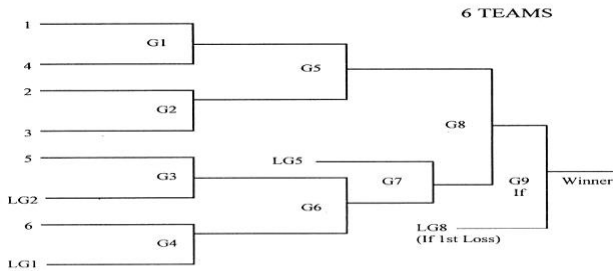 6 TEAMS
1
G1
4
G5
2
G2
3
G8
5
G3
LG5
G7
G9
If
Winner
LG2
G6
6
G4
LG8
(If 1st Loss)
LG1